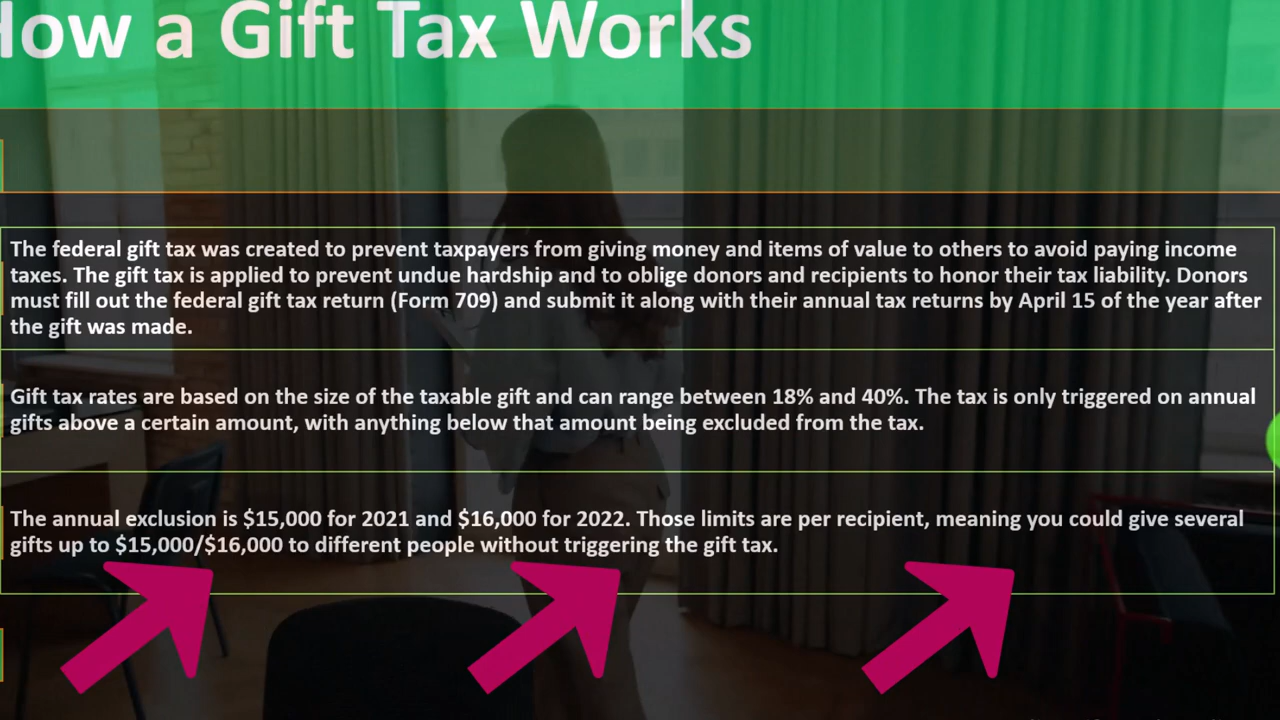 How a Gift Tax Works
The federal gift tax was created to prevent taxpayers from giving money and items of value to others to avoid paying income
taxes. The gift tax is applied to prevent undue hardship and to oblige donors and recipients to honor their tax liability. Donors
must fill out the federal gift tax return (Form 709) and submit it along with their annual tax returns by April 15 of the year after
the gift was made.
Gift tax rates are based on the size of the taxable gift and can range between 18% and 40%. The tax is only triggered on annual
gifts above a certain amount, with anything below that amount being excluded from the tax.
The annual exclusion is $15,000 for 2021 and $16,000 for 2022. Those limits are per recipient, meaning you could give several
gifts up to $15,000/$16,000 to different people without triggering the gift tax.